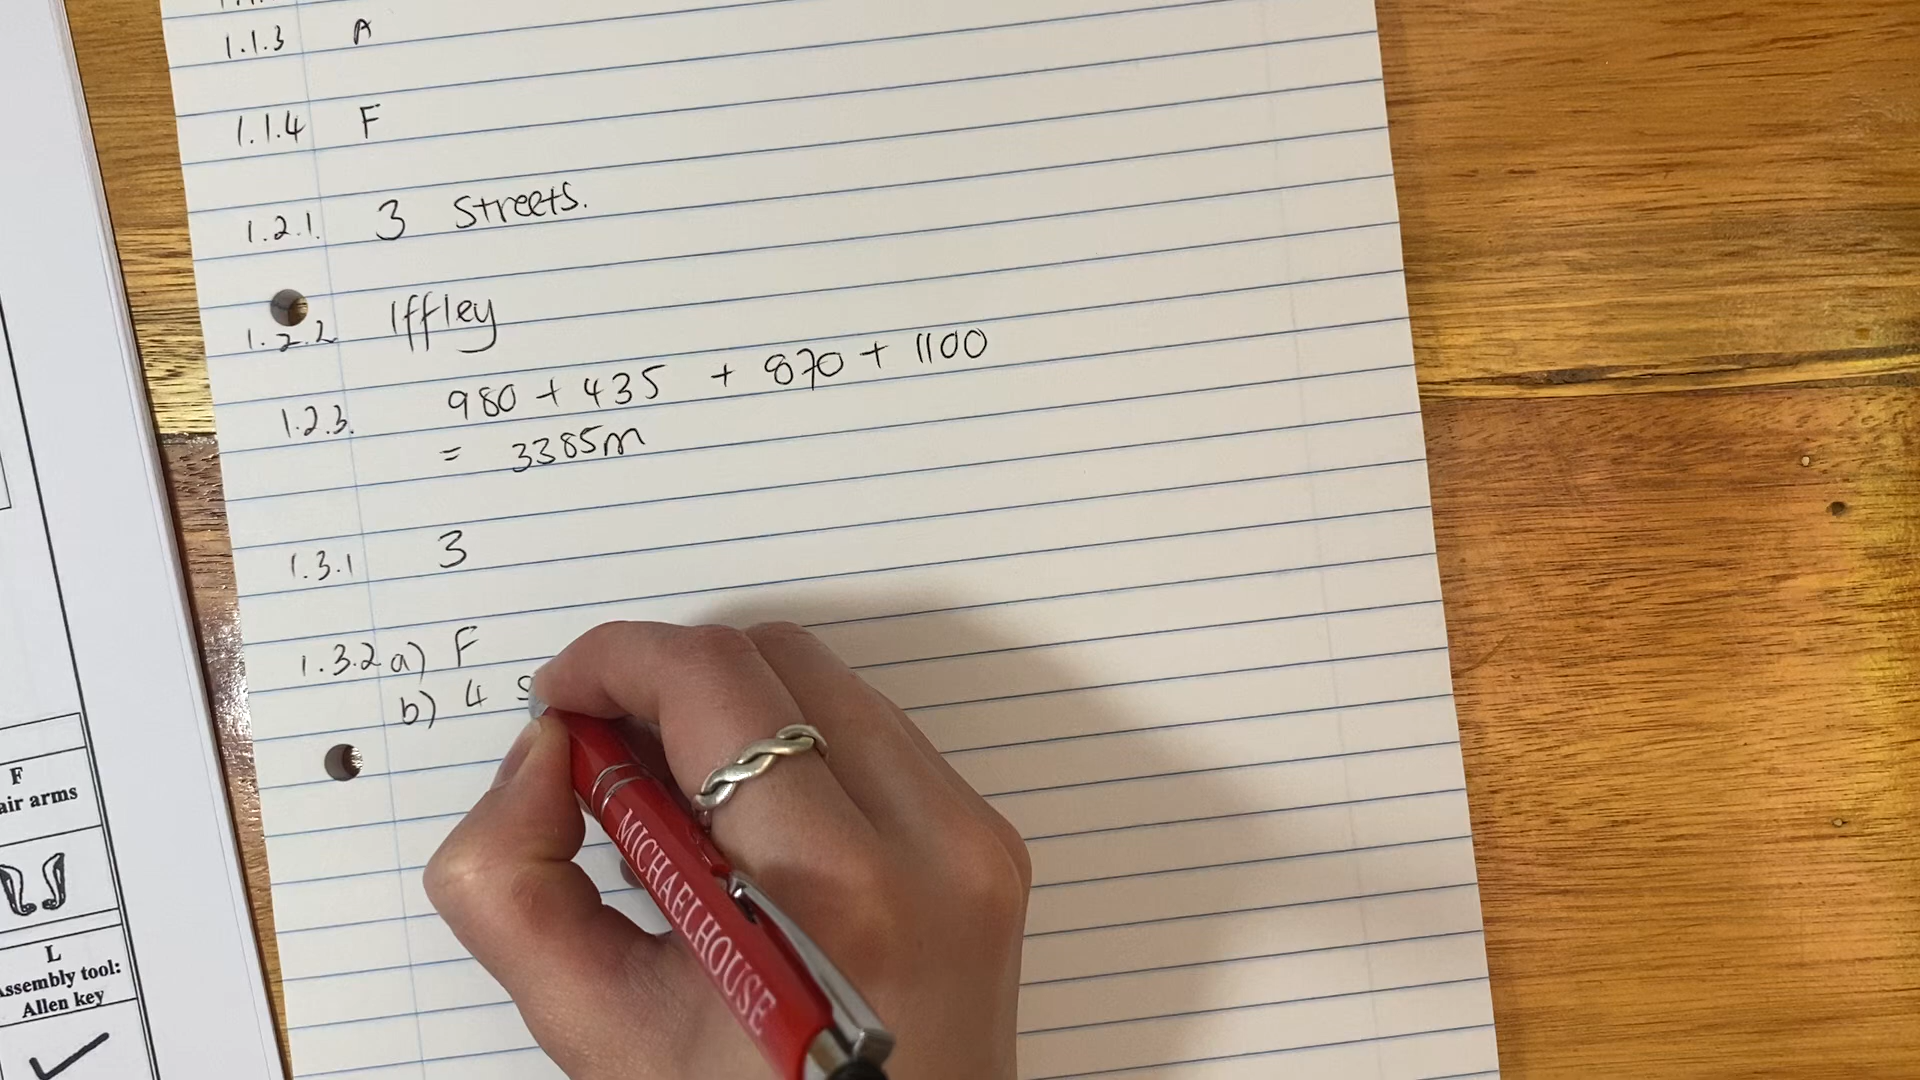 1.1.3 A
1.1.4 F
1.2.1. 3 Streets.
1.2.2 Iffley
1.2.3. 980 + 435 + 870 + 1100
= 3385m
1.3.1 3
1.3.2 a) F
b) 4 s
MICHAELHOUSE
F
air arms
L
Assembly tool:
Allen key